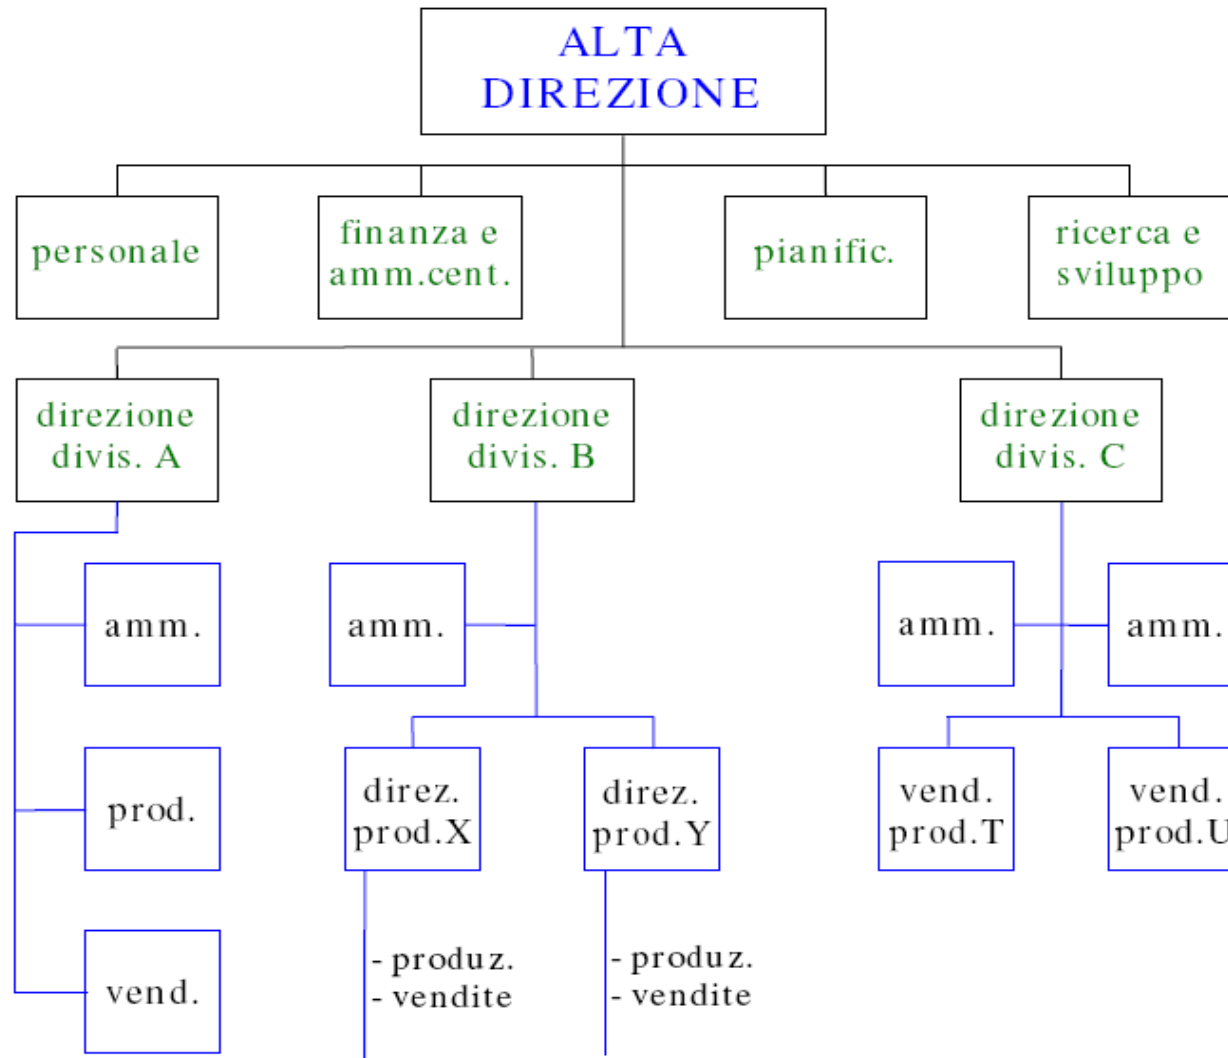 ALTA
DIREZIONE
personale
finanza e
amm.cent.
pianific.
ricerca e
sviluppo
direzione
divis. A
direzione
divis. B
direzione
divis. C
amm.
amm.
amm.
amm.
prod.
direz.
prod.X
direz.
prod.Y
vend.
prod.T
vend.
prod.U
vend.
- produz.
- vendite
- produz.
- vendite